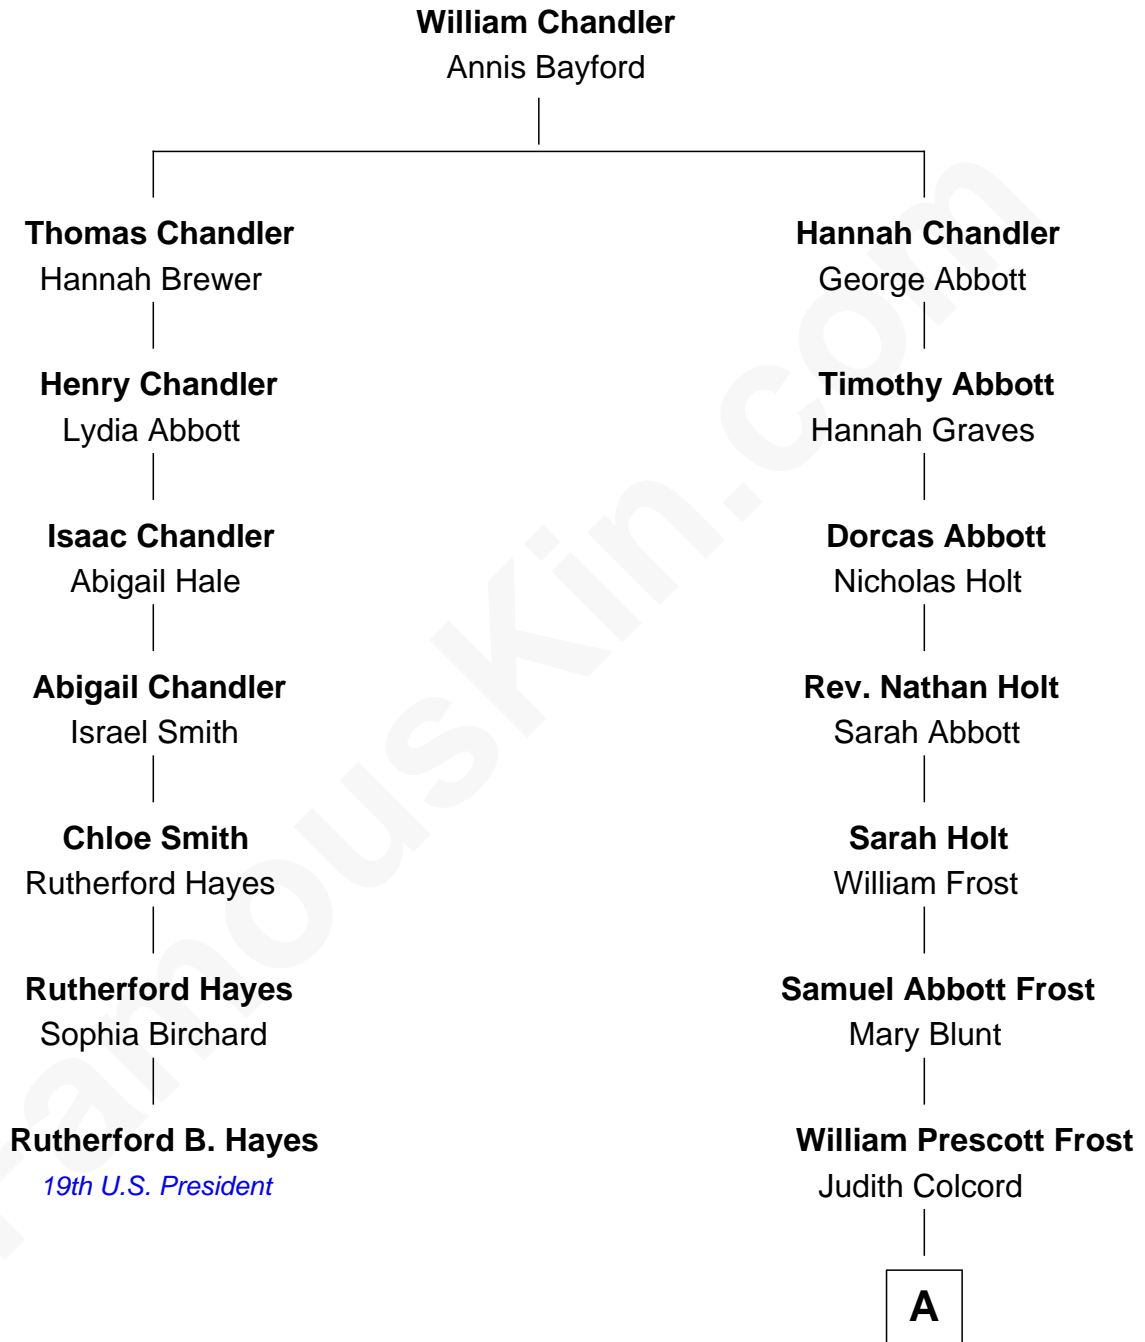 William Chandler
Annis Bayford
Thomas Chandler
Hannah Brewer
Hannah Chandler
George Abbott
Henry Chandler
Lydia Abbott
Timothy Abbott
Hannah Graves
Isaac Chandler
Abigail Hale
Dorcas Abbott
Nicholas Holt
Abigail Chandler
Israel Smith
Rev. Nathan Holt
Sarah Abbott
Chloe Smith
Rutherford Hayes
Sarah Holt
William Frost
Rutherford Hayes
Sophia Birchard
Samuel Abbott Frost
Mary Blunt
Rutherford B. Hayes
19th U.S. President
William Prescott Frost
Judith Colcord
A
FamousKin.com